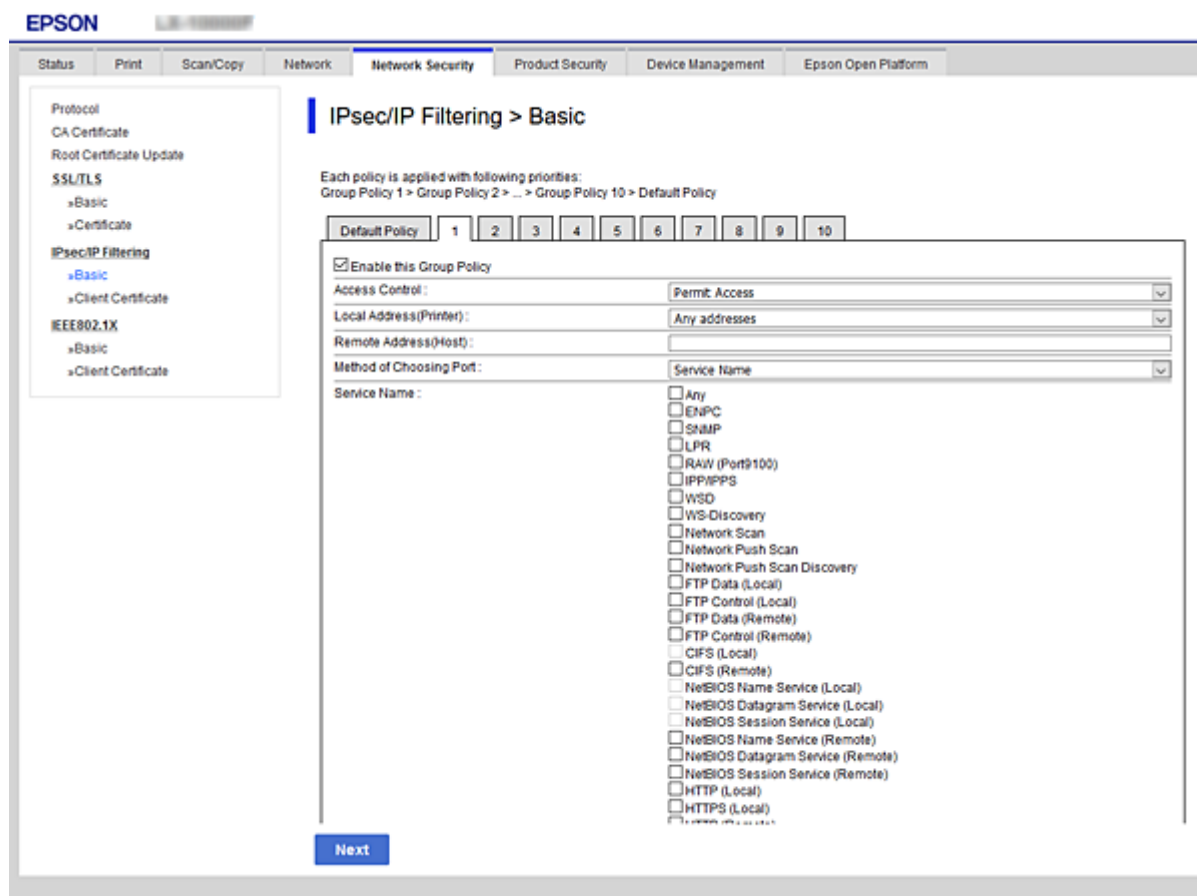 EPSON
Status Print Scan/Copy Network Network Security Product Security Device Management Epson Open Platform
Protocol
CA Certificate
Root Certificate Update
SSL/TLS
»Basic
»Certificate
IPsec/IP Filtering
»Basic
»Client Certificate
IEEE802.1X
»Basic
»Client Certificate
IPsec/IP Filtering > Basic
Each policy is applied with following priorities:
Group Policy 1 > Group Policy 2 > ... > Group Policy 10 > Default Policy
Default Policy 1 2 3 4 5 6 7 8 9 10
Enable this Group Policy
Access Control : Permit Access
Local Address(Printer) : Any addresses
Remote Address(Host) :
Method of Choosing Port : Service Name
Service Name : Any
ENPC
SNMP
LPR
RAW (Port9100)
IPP/IPPS
WSD
WS-Discovery
Network Scan
Network Push Scan
Network Push Scan Discovery
FTP Data (Local)
FTP Control (Local)
FTP Data (Remote)
FTP Control (Remote)
CIFS (Local)
CIFS (Remote)
NetBIOS Name Service (Local)
NetBIOS Datagram Service (Local)
NetBIOS Session Service (Local)
NetBIOS Name Service (Remote)
NetBIOS Datagram Service (Remote)
NetBIOS Session Service (Remote)
HTTP (Local)
HTTPS (Local)
Next